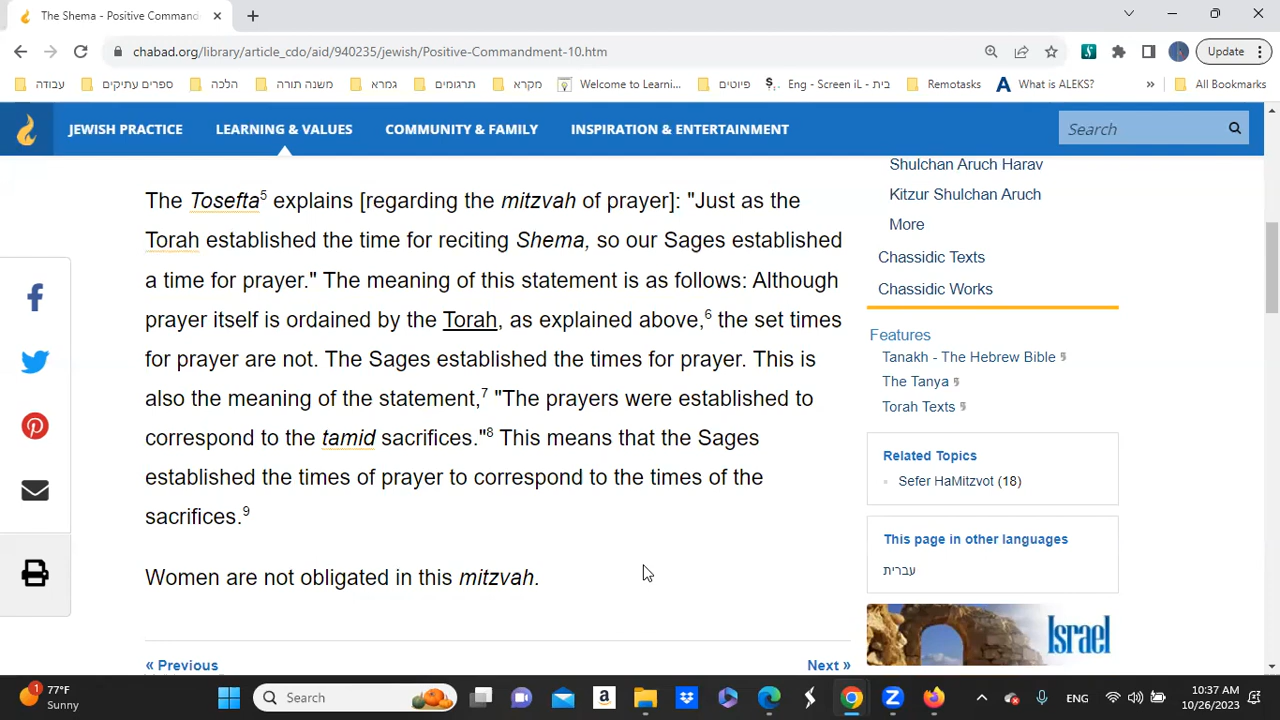 The Shema - Positive Comman
chabad.org/library/article_cdo/aid/940235/jewish/Positive-Commandment-10.htm
Update
עבודה
ספרים עתיקים
הלכה
משנה תורה
גמרא
תרגומים
מקרא
Welcome to Learni...
פיוטים
Eng - Screen iL - בית
Remotasks
What is ALEKS?
»
All Bookmarks
JEWISH PRACTICE
LEARNING & VALUES
COMMUNITY & FAMILY
INSPIRATION & ENTERTAINMENT
Search
The Tosefta5 explains [regarding the mitzvah of prayer]: "Just as the
Torah established the time for reciting Shema, so our Sages established
a time for prayer." The meaning of this statement is as follows: Although
prayer itself is ordained by the Torah, as explained above,6 the set times
for prayer are not. The Sages established the times for prayer. This is
also the meaning of the statement,7 "The prayers were established to
correspond to the tamid sacrifices."8 This means that the Sages
established the times of prayer to correspond to the times of the
sacrifices.9
Women are not obligated in this mitzvah.
« Previous
Next »
Shulchan Aruch Harav
Kitzur Shulchan Aruch
More
Chassidic Texts
Chassidic Works
Features
Tanakh - The Hebrew Bible
The Tanya
Torah Texts
Related Topics
Sefer HaMitzvot (18)
This page in other languages
עברית
Israel
1
77°F
Sunny
Search
ENG
10:37 AM
10/26/2023